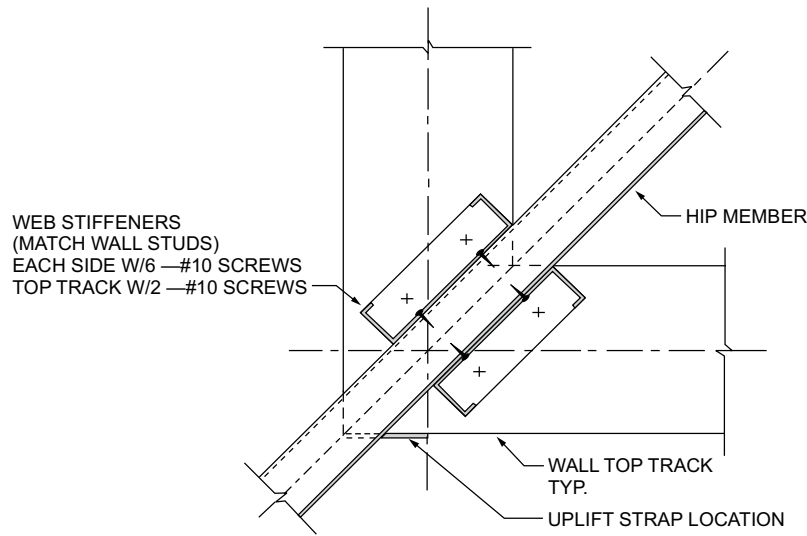 WEB STIFFENERS
(MATCH WALL STUDS)
EACH SIDE W/6 —#10 SCREWS
TOP TRACK W/2 —#10 SCREWS
HIP MEMBER
WALL TOP TRACK
TYP.
UPLIFT STRAP LOCATION